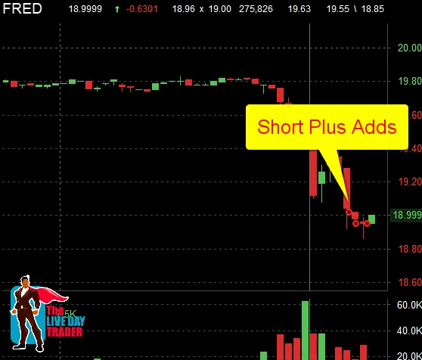 FRED 18.9999 ↑ -0.6301 18.96 x 19.00 275,826 19.63 19.55 \ 18.85
20.00
19.80
Short Plus Adds
19.40
19.20
18.999
18.80
18.60
60.0K
The 5K
LIVE DAY
TRADER
40.0K
20.0K